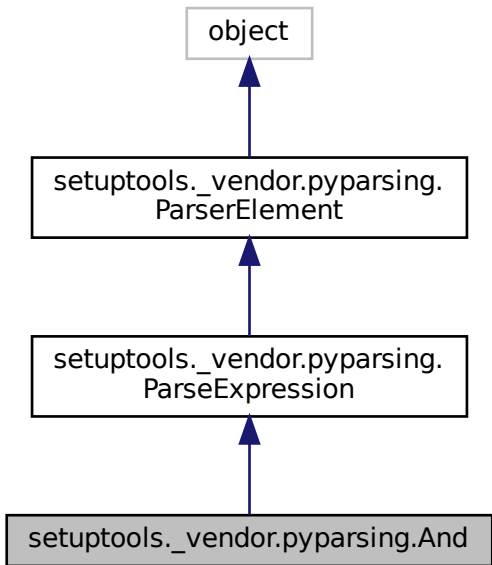 object
setuptools._vendor.pyparsing.
ParserElement
setuptools._vendor.pyparsing.
ParseExpression
setuptools._vendor.pyparsing.And